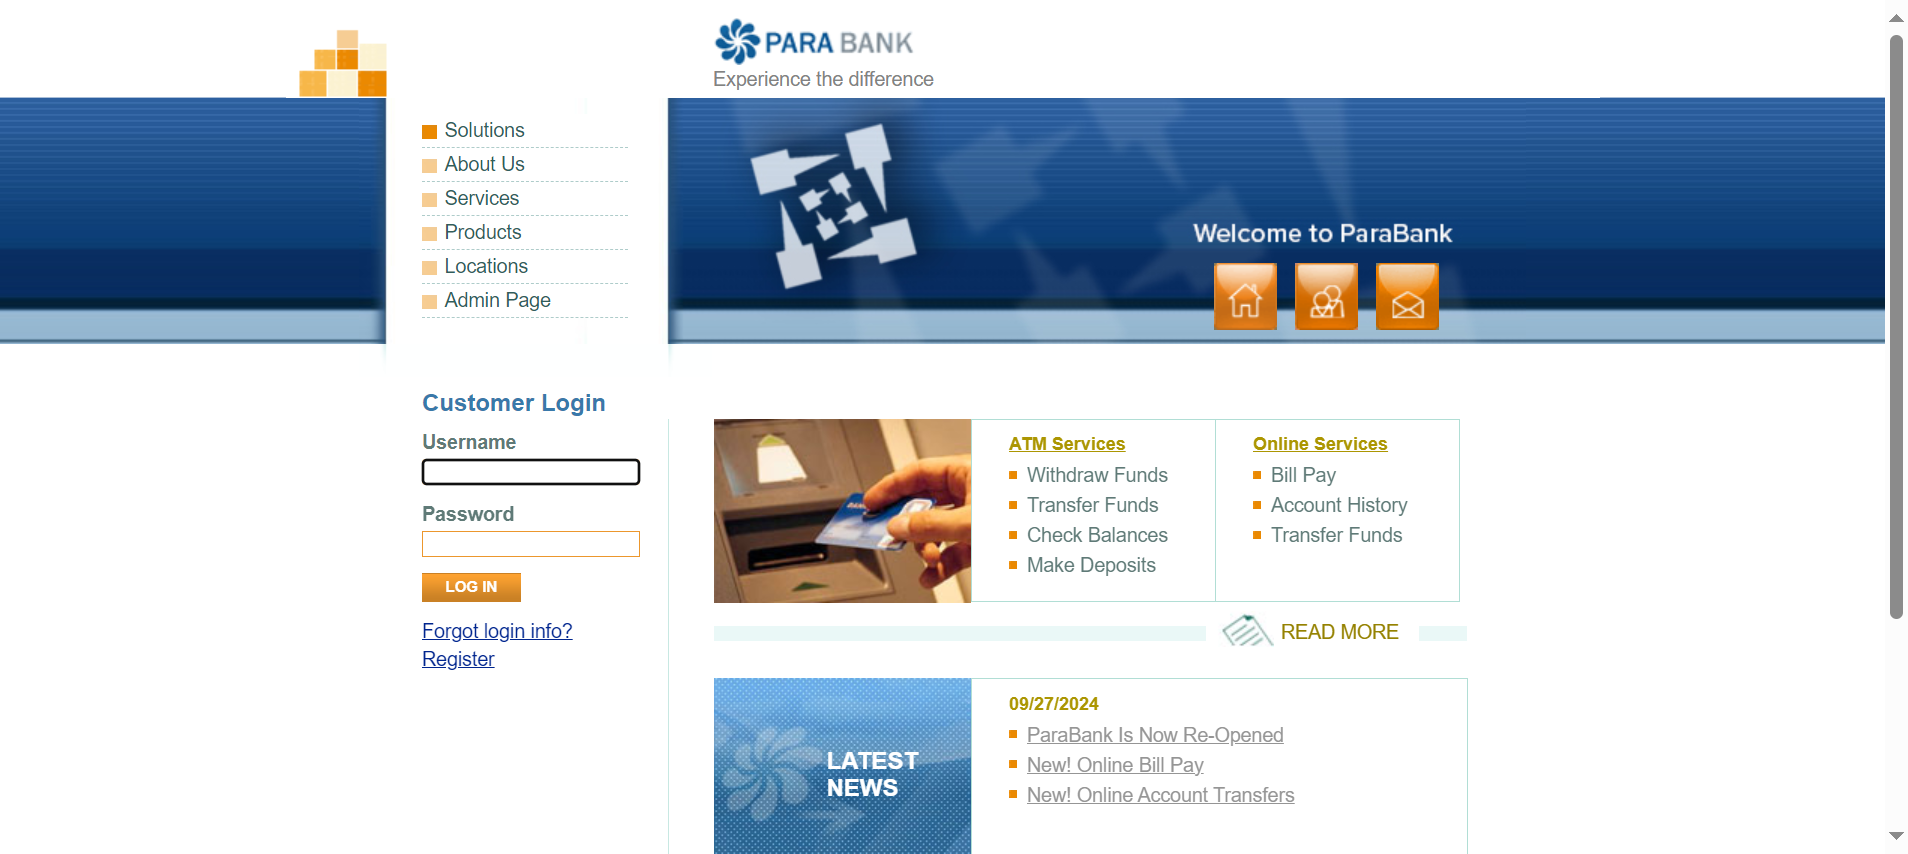 PARA BANK
Experience the difference
Solutions
About Us
Services
Products
Locations
Admin Page
Welcome to ParaBank
Customer Login
Username
Password
LOG IN
Forgot login info?
Register
ATM Services
Withdraw Funds
Transfer Funds
Check Balances
Make Deposits
Online Services
Bill Pay
Account History
Transfer Funds
READ MORE
LATEST
NEWS
09/27/2024
ParaBank Is Now Re-Opened
New! Online Bill Pay
New! Online Account Transfers